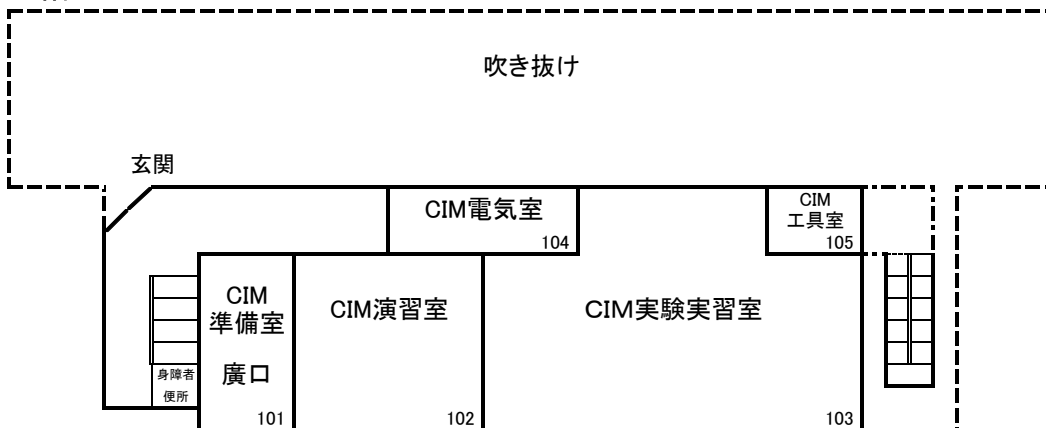 吹き抜け
玄関
CIM電気室
104
CIM
工具室
105
CIM
準備室
廣口
101
CIM演習室
102
CIM実験実習室
103
身障者
便所